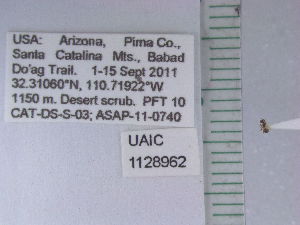 USA: Arizona, Pima Co.,
Santa Catalina Mts., Babad
Do'ag Trail. 1-15 Sept 2011
32.31060°N, 110.71922°W
1150 m. Desert scrub. PFT 10
CAT-DS-S-03; ASAP-11-0740
UAIC
1128962